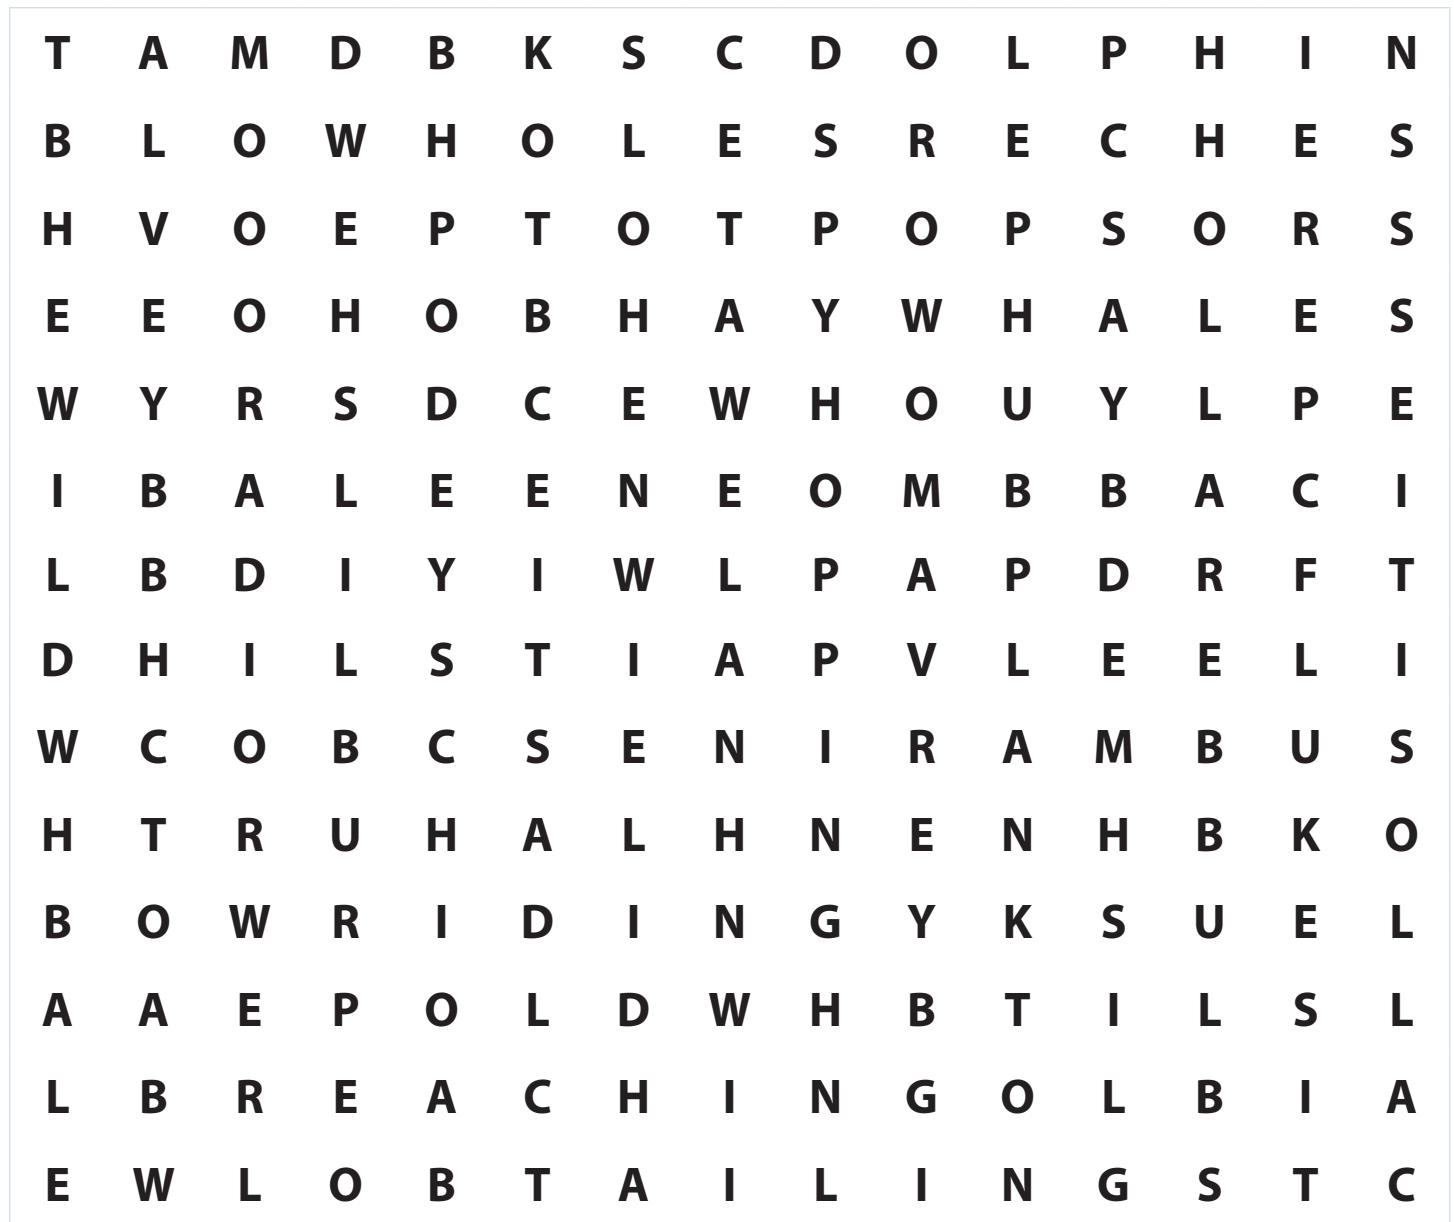 T A M D B K S C D O L P H I N
B L O W H O L E S R E C H E S
H V O E P T O T P O P S O R S
E E O H O B H A Y W H A L E S
W Y R S D C E W H O U Y L P E
I B A L E E N E O M B B A C I
L B D I Y I W L P A P D R F T
D H I L S T I A P V L E E L I
W C O B C S E N I R A M B U S
H T R U H A L H N E N H B K O
B O W R I D I N G Y K S U E L
A A E P O L D W H B T I L S L
L B R E A C H I N G O L B I A
E W L O B T A I L I N G S T C